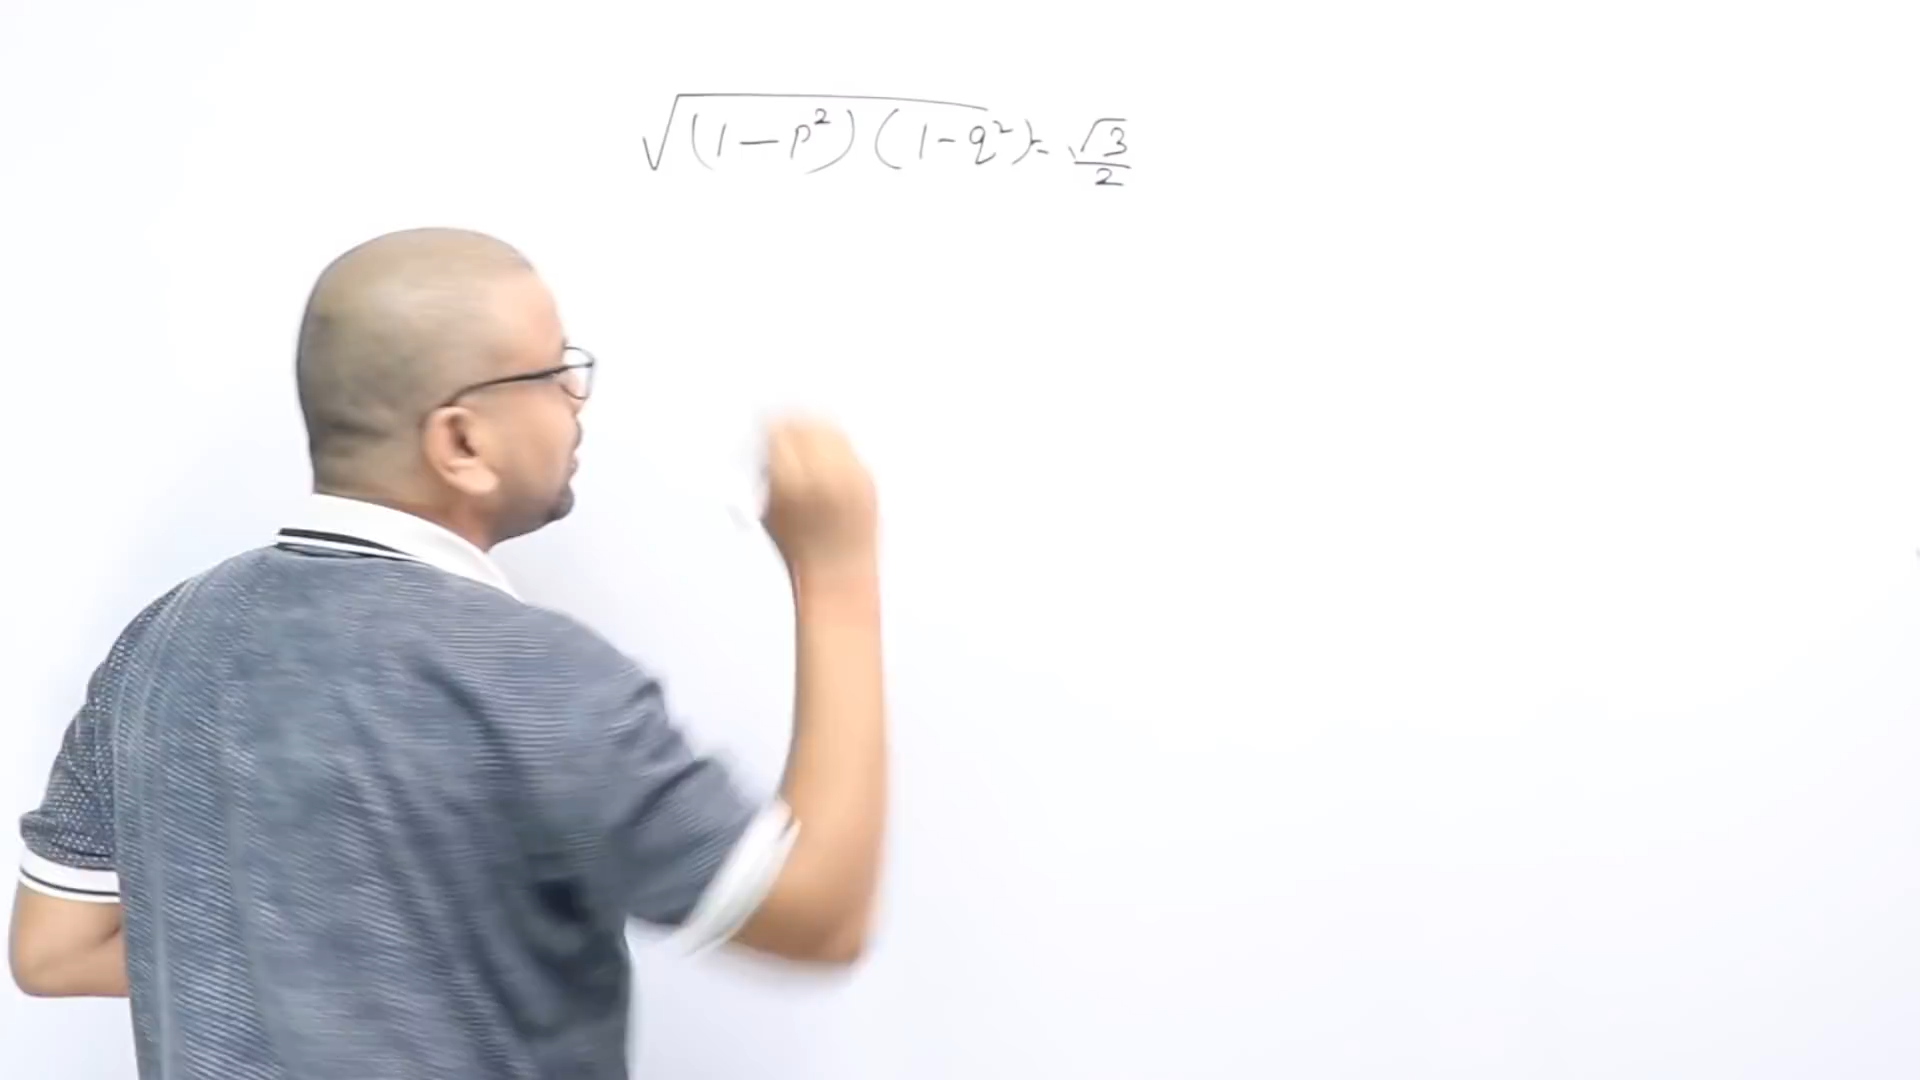 √(1-p²)(1-q²) = √3/2